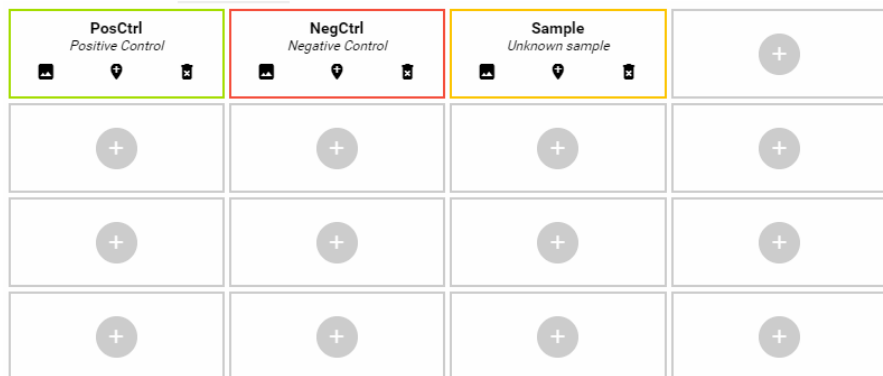 PosCtrl
Positive Control
NegCtrl
Negative Control
Sample
Unknown sample